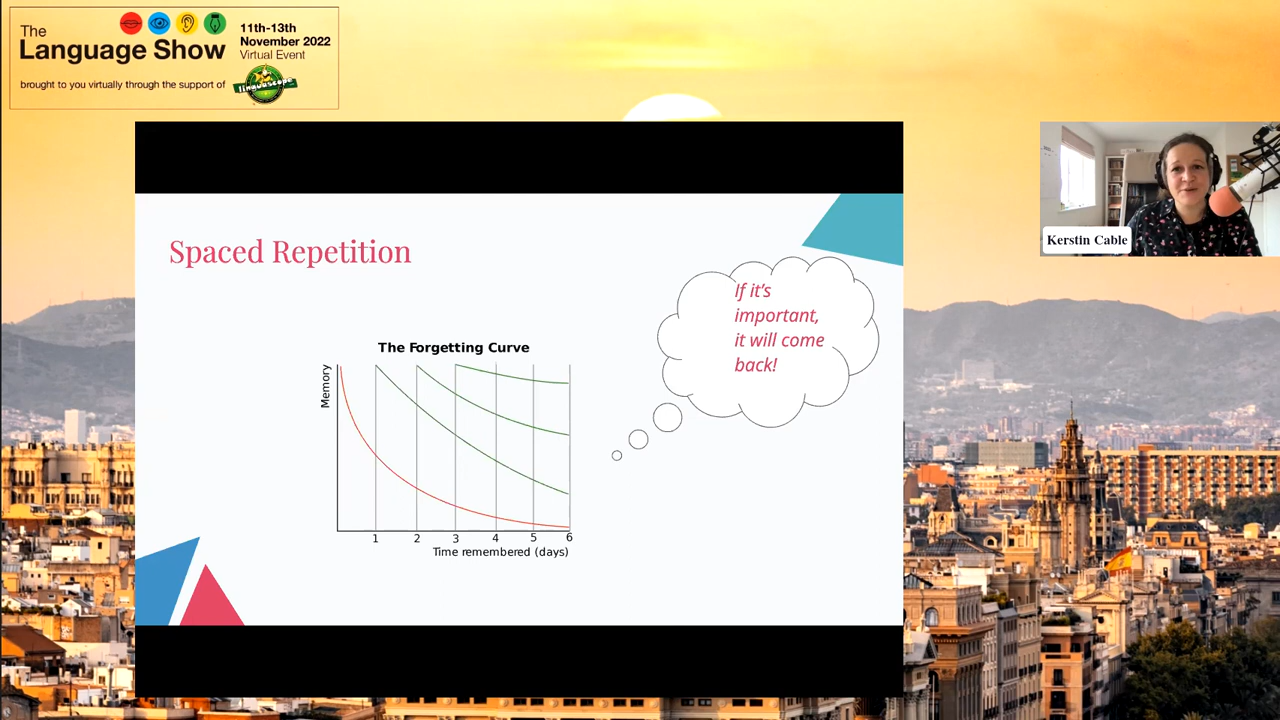 The
Language Show
11th-13th
November 2022
Virtual Event
brought to you virtually through the support of
linguascope
Kerstin Cable
Spaced Repetition
If it's
important,
it will come
back!
The Forgetting Curve
Memory
1 2 3 4 5 6
Time remembered (days)